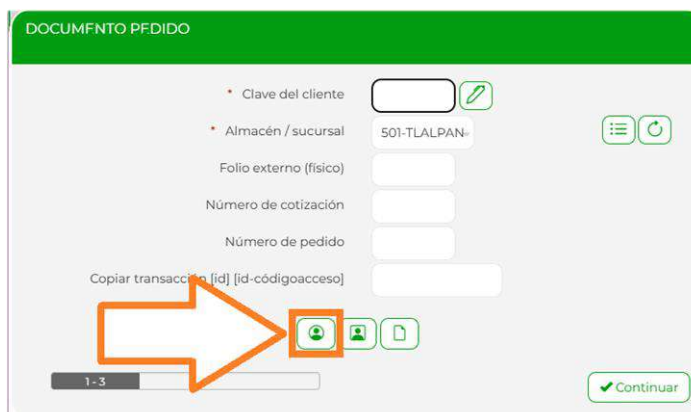 DOCUMENTO PEDIDO
* Clave del cliente
* Almacén / sucursal 501-TLALPAN
Folio externo (físico)
Número de cotización
Número de pedido
Copiar transacción [id] [id-códigoacceso]
1 - 3
Continuar